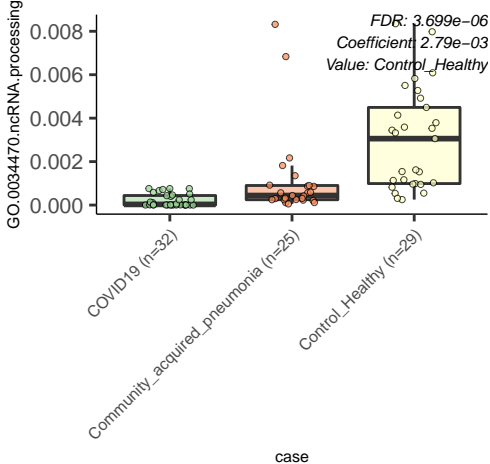 GO.0034470.ncRNA.processing
0.008
0.006
0.004
0.002
0.000
FDR: 3.699e−06
Coefficient: 2.79e−03
Value: Control_Healthy
COVID19 (n=32)
Community_acquired_pneumonia (n=25)
Control_Healthy (n=29)
case